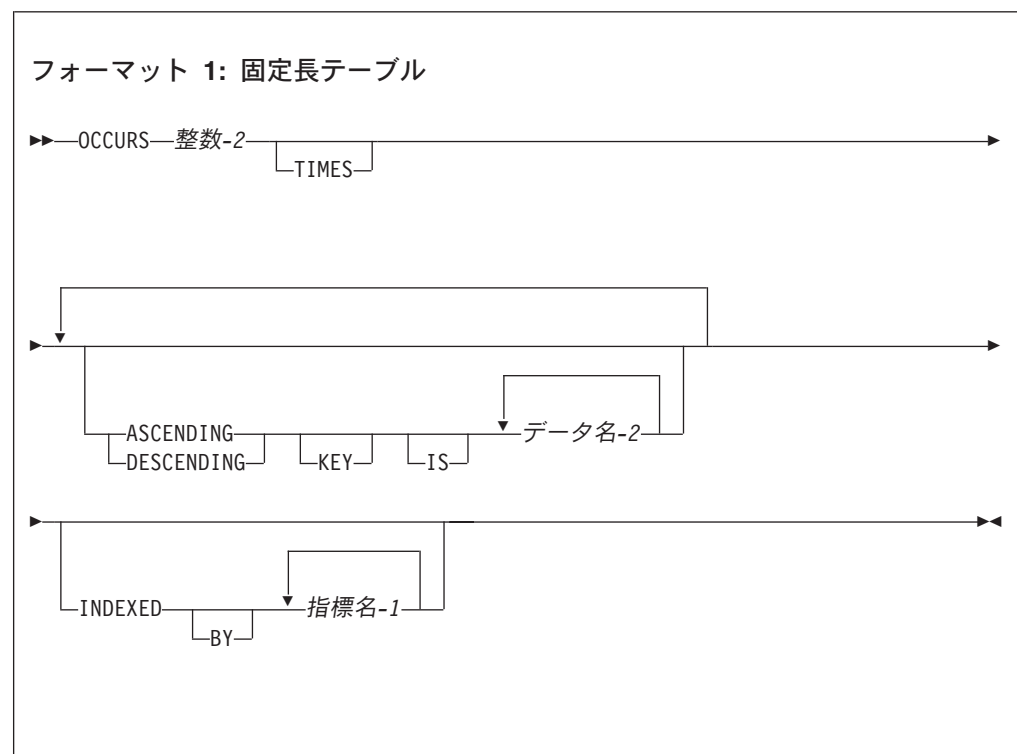 フォーマット 1: 固定長テーブル
OCCURS 整数-2
TIMES
ASCENDING データ名-2
DESCENDING KEY IS
INDEXED 指標名-1
BY